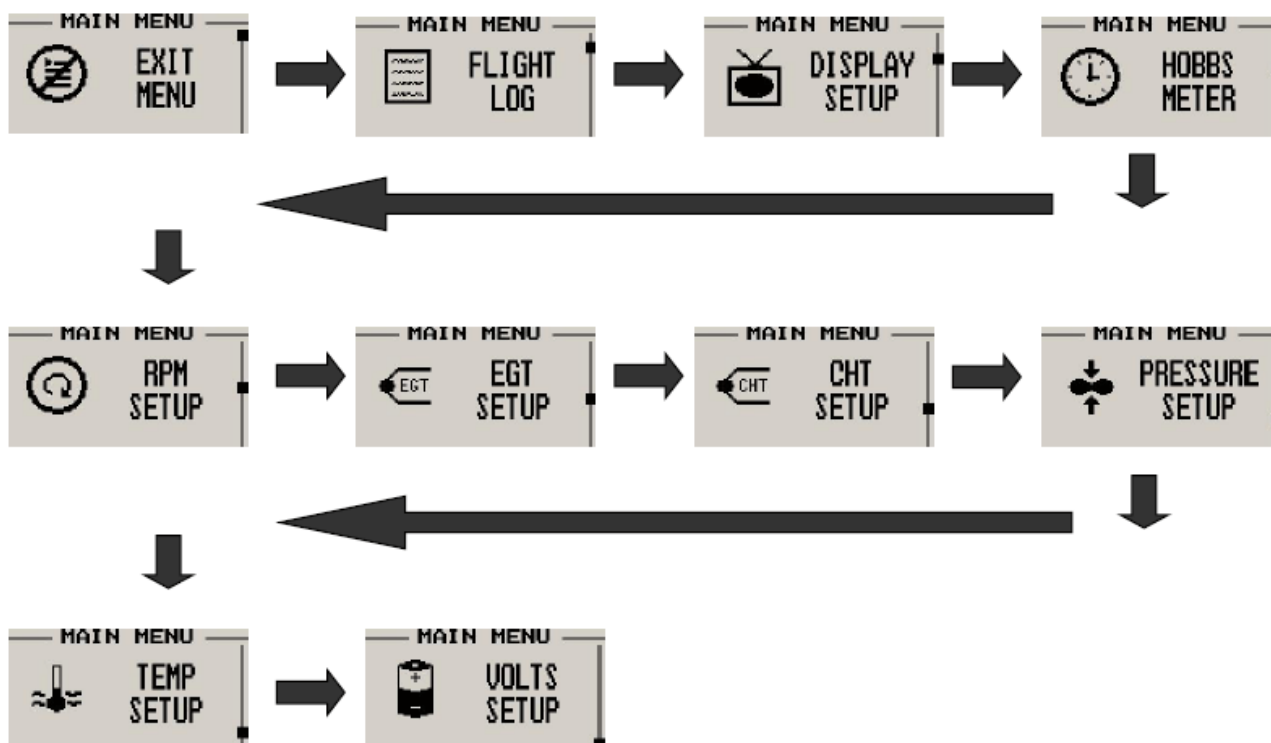 MAIN MENU
EXIT
MENU
MAIN MENU
FLIGHT
LOG
MAIN MENU
DISPLAY
SETUP
MAIN MENU
HOBBS
METER
MAIN MENU
RPM
SETUP
MAIN MENU
EGT
EGT
SETUP
MAIN MENU
CHT
CHT
SETUP
MAIN MENU
PRESSURE
SETUP
MAIN MENU
TEMP
SETUP
MAIN MENU
+
VOLTS
SETUP